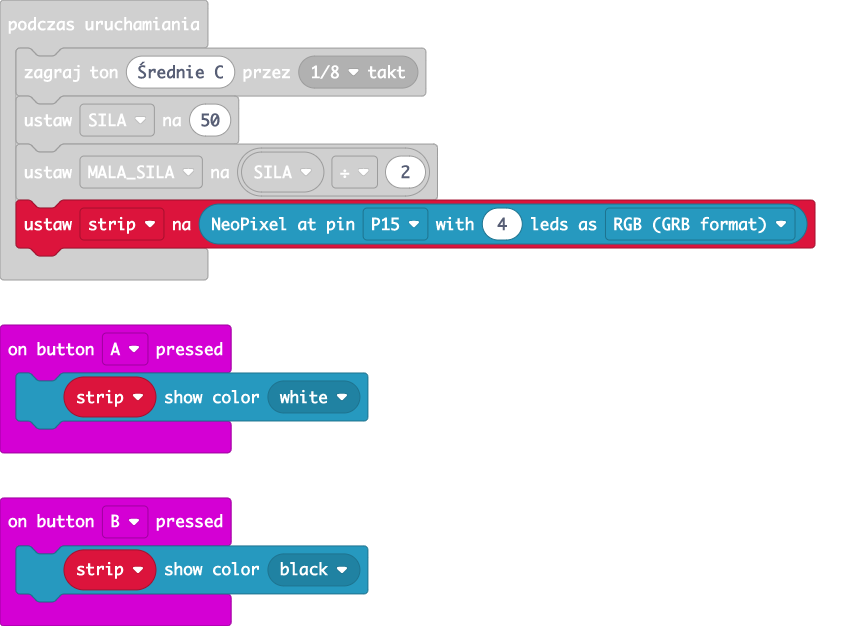 podczas uruchamiania
zagraj ton Średnie C przez 1/8 takt
ustaw SILA na 50
ustaw MALA_SILA na SILA ÷ 2
ustaw strip na NeoPixel at pin P15 with 4 leds as RGB (GRB format)
on button A pressed
strip show color white
on button B pressed
strip show color black